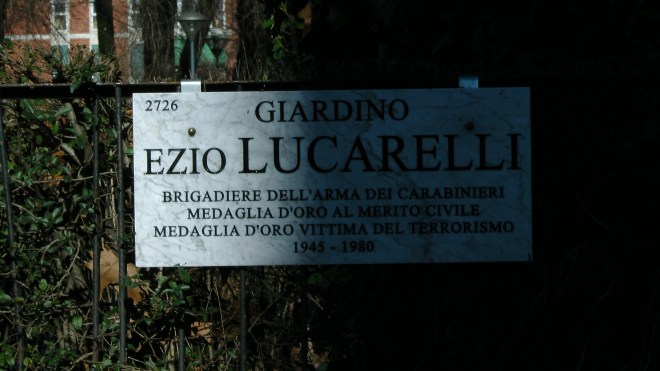 2726
GIARDINO
EZIO LUCARELLI
BRIGADIERE DELL'ARMA DEI CARABINIERI
MEDAGLIA D'ORO AL MERITO CIVILE
MEDAGLIA D'ORO VITTIMA DEL TERRORISMO
1945 - 1980